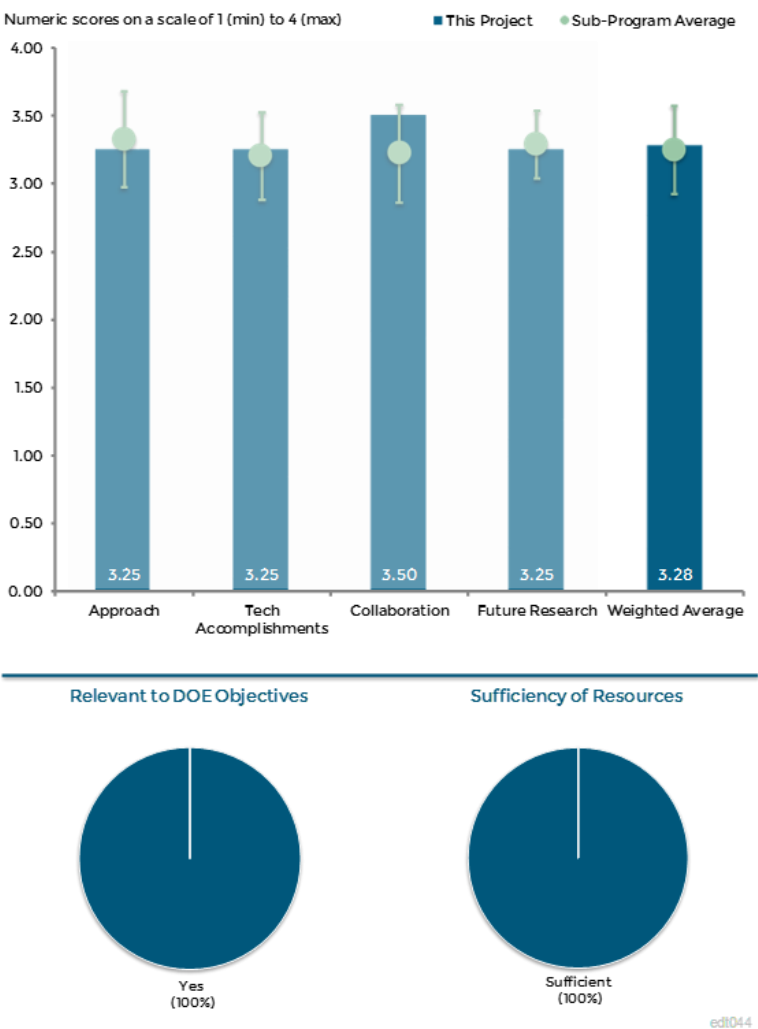 Numeric scores on a scale of 1 (min) to 4 (max)
This Project
Sub-Program Average
4.00
3.50
3.00
2.50
2.00
1.50
1.00
0.50
0.00
3.25
3.25
3.50
3.25
3.28
Approach
Tech
Accomplishments
Collaboration
Future Research
Weighted Average
Relevant to DOE Objectives
Sufficiency of Resources
Yes
(100%)
Sufficient
(100%)
edt044